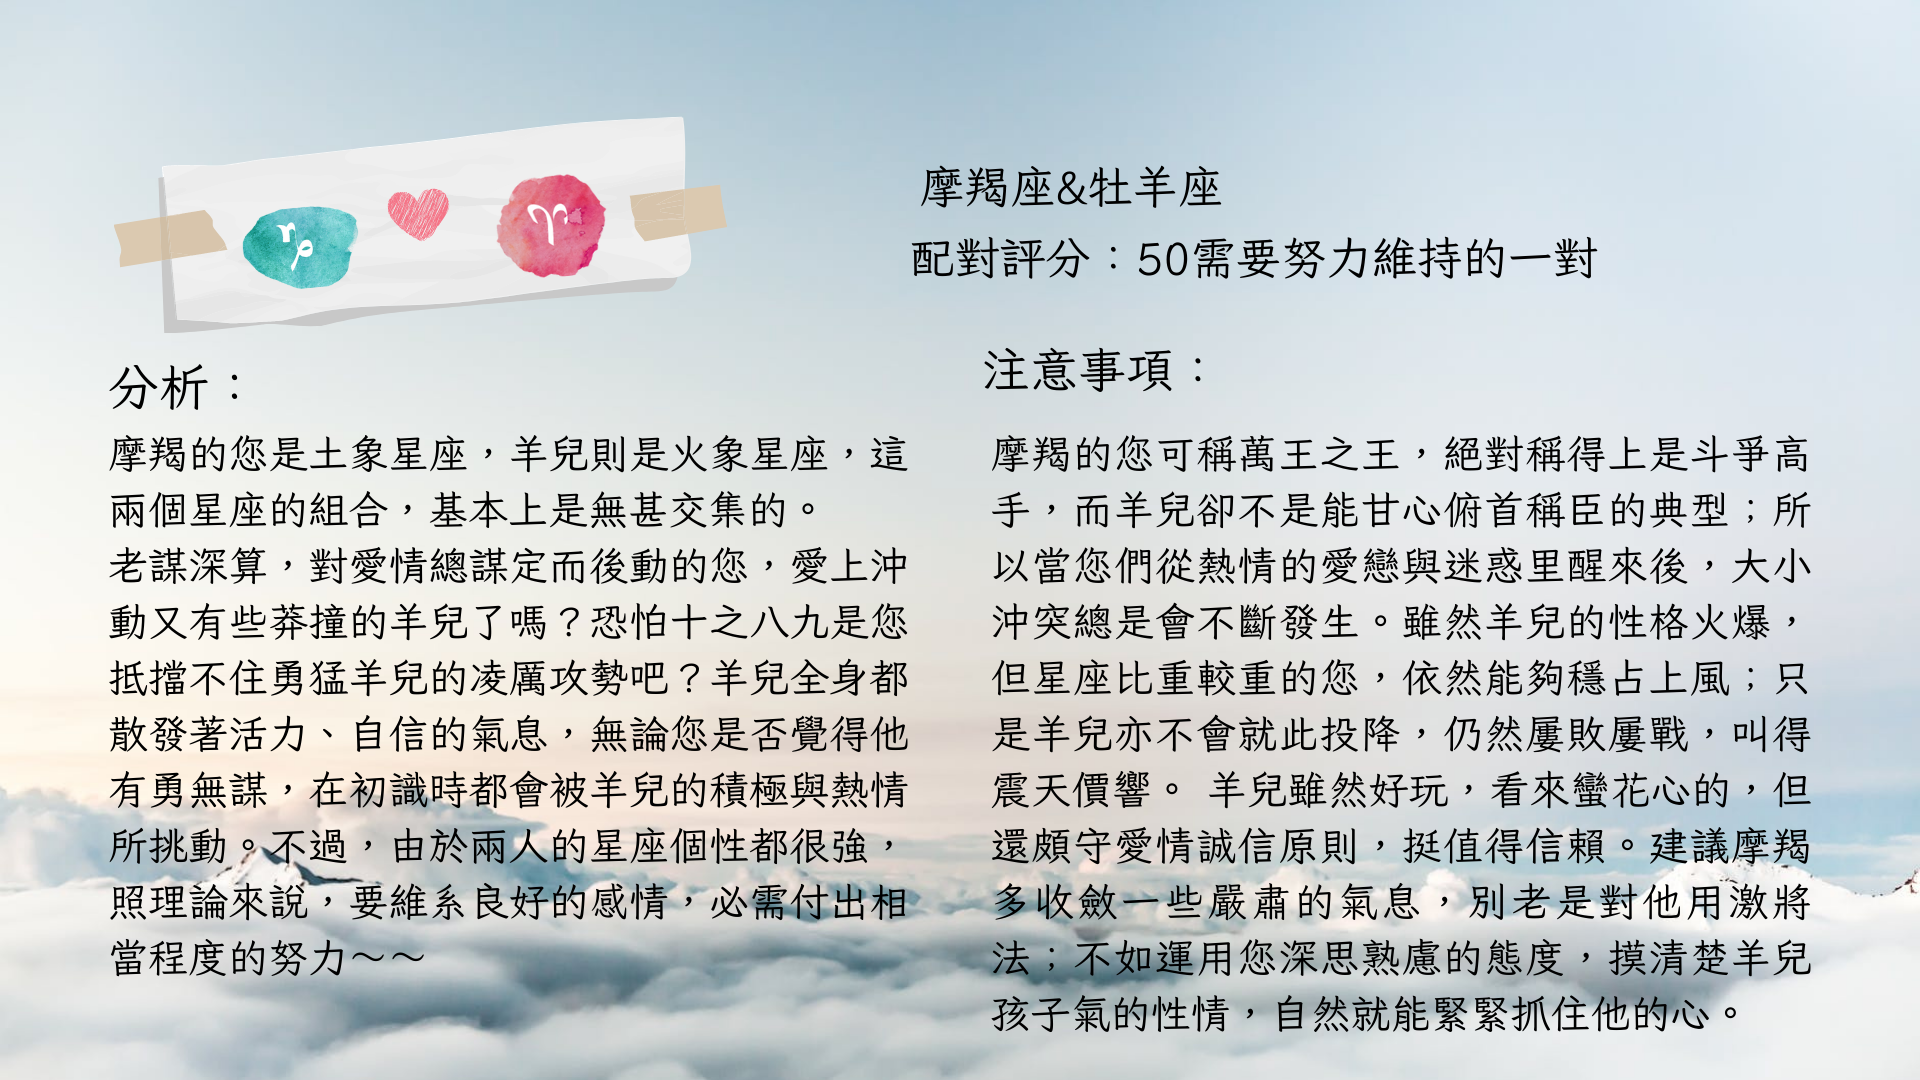 摩羯座&牡羊座
配對評分：50需要努力維持的一對
分析：
摩羯的您是土象星座，羊兒則是火象星座，這
兩個星座的組合，基本上是無甚交集的。
老謀深算，對愛情總謀定而後動的您，愛上沖
動又有些莽撞的羊兒了嗎？恐怕十之八九是您
抵擋不住勇猛羊兒的凌厲攻勢吧？羊兒全身都
散發著活力、自信的氣息，無論您是否覺得他
有勇無謀，在初識時都會被羊兒的積極與熱情
所挑動。不過，由於兩人的星座個性都很強，
照理論來說，要維系良好的感情，必需付出相
當程度的努力～～
注意事項：
摩羯的您可稱萬王之王，絕對稱得上是斗爭高
手，而羊兒卻不是能甘心俯首稱臣的典型；所
以當您們從熱情的愛戀與迷惑里醒來後，大小
沖突總是會不斷發生。雖然羊兒的性格火爆，
但星座比重較重的您，依然能夠穩占上風；只
是羊兒亦不會就此投降，仍然屢敗屢戰，叫得
震天價響。 羊兒雖然好玩，看來蠻花心的，但
還頗守愛情誠信原則，挺值得信賴。建議摩羯
多收斂一些嚴肅的氣息，別老是對他用激將
法；不如運用您深思熟慮的態度，摸清楚羊兒
孩子氣的性情，自然就能緊緊抓住他的心。